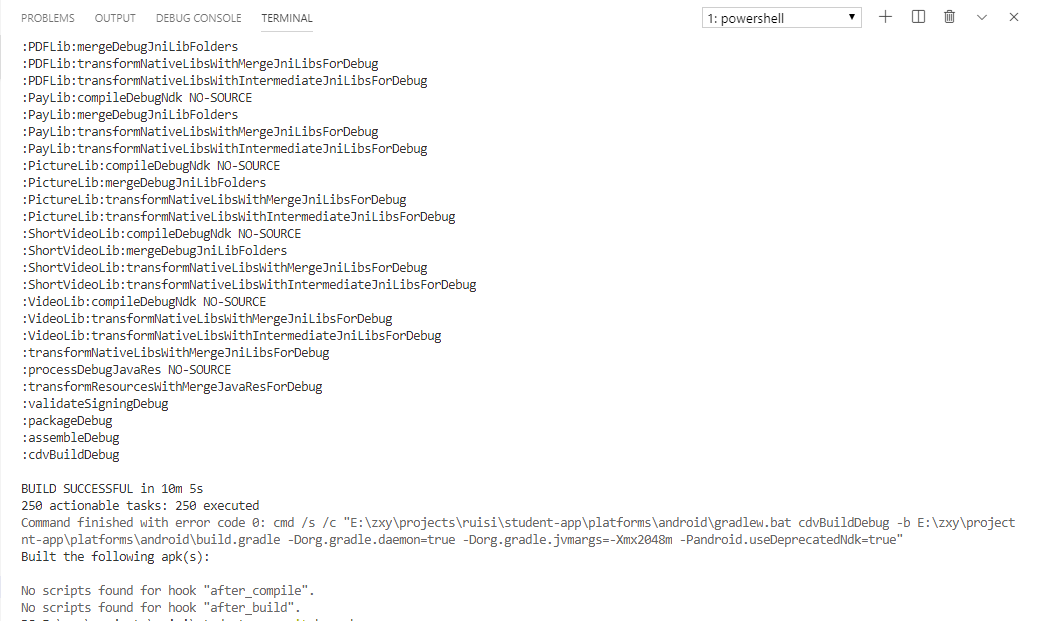 PROBLEMS OUTPUT DEBUG CONSOLE TERMINAL 1: powershell
:PDFLib:mergeDebugJniLibFolders
:PDFLib:transformNativeLibsWithMergeJniLibsForDebug
:PDFLib:transformNativeLibsWithIntermediateJniLibsForDebug
:PayLib:compileDebugNdk NO-SOURCE
:PayLib:mergeDebugJniLibFolders
:PayLib:transformNativeLibsWithMergeJniLibsForDebug
:PayLib:transformNativeLibsWithIntermediateJniLibsForDebug
:PictureLib:compileDebugNdk NO-SOURCE
:PictureLib:mergeDebugJniLibFolders
:PictureLib:transformNativeLibsWithMergeJniLibsForDebug
:PictureLib:transformNativeLibsWithIntermediateJniLibsForDebug
:ShortVideoLib:compileDebugNdk NO-SOURCE
:ShortVideoLib:mergeDebugJniLibFolders
:ShortVideoLib:transformNativeLibsWithMergeJniLibsForDebug
:ShortVideoLib:transformNativeLibsWithIntermediateJniLibsForDebug
:VideoLib:compileDebugNdk NO-SOURCE
:VideoLib:transformNativeLibsWithMergeJniLibsForDebug
:VideoLib:transformNativeLibsWithIntermediateJniLibsForDebug
:transformNativeLibsWithMergeJniLibsForDebug
:processDebugJavaRes NO-SOURCE
:transformResourcesWithMergeJavaResForDebug
:validateSigningDebug
:packageDebug
:assembleDebug
:cdvBuildDebug
BUILD SUCCESSFUL in 10m 5s
250 actionable tasks: 250 executed
Command finished with error code 0: cmd /s /c "E:\zxy\projects\ruisi\student-app\platforms\android\gradlew.bat cdvBuildDebug -b E:\zxy\project
nt-app\platforms\android\build.gradle -Dorg.gradle.daemon=true -Dorg.gradle.jvmargs=-Xmx2048m -Pandroid.useDeprecatedNdk=true"
Built the following apk(s):
No scripts found for hook "after_compile".
No scripts found for hook "after_build".